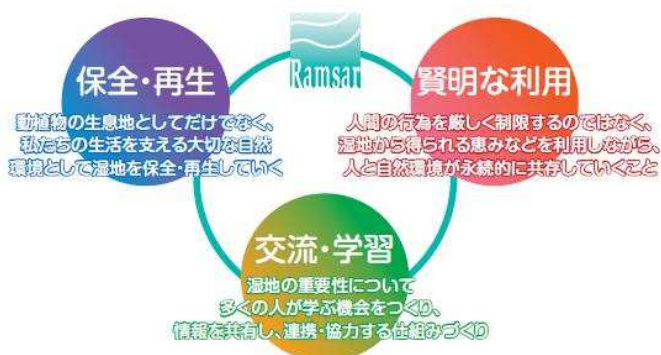 Ramsar
保全・再生
動植物の生息地としてだけでなく、
私たちの生活を支える大切な自然
環境として湿地を保全・再生していく
賢明な利用
人間の行為を厳しく制限するのではなく、
湿地から得られる恵みなどを利用しながら、
人と自然環境が永続的に共存していくこと
交流・学習
湿地の重要性について
多くの人が学ぶ機会をつくり、
情報を共有し、連携・協力する仕組みづくり